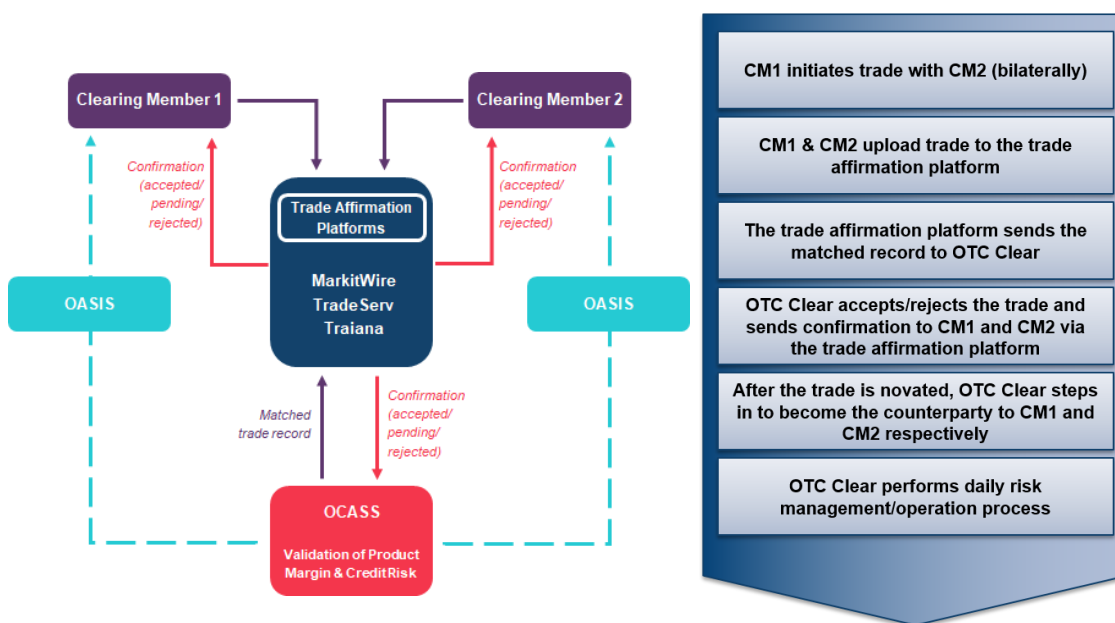 Clearing Member 1
Clearing Member 2
Confirmation
(accepted/
pending/
rejected)
Confirmation
(accepted/
pending/
rejected)
Trade Affirmation
Platforms
MarkitWire
TradeServ
Traiana
OASIS
OASIS
Matched
trade record
Confirmation
(accepted/
pending/
rejected)
OCASS
Validation of Product
Margin & Credit Risk
CM1 initiates trade with CM2 (bilaterally)
CM1 & CM2 upload trade to the trade
affirmation platform
The trade affirmation platform sends the
matched record to OTC Clear
OTC Clear accepts/rejects the trade and
sends confirmation to CM1 and CM2 via
the trade affirmation platform
After the trade is novated, OTC Clear steps
in to become the counterparty to CM1 and
CM2 respectively
OTC Clear performs daily risk
management/operation process